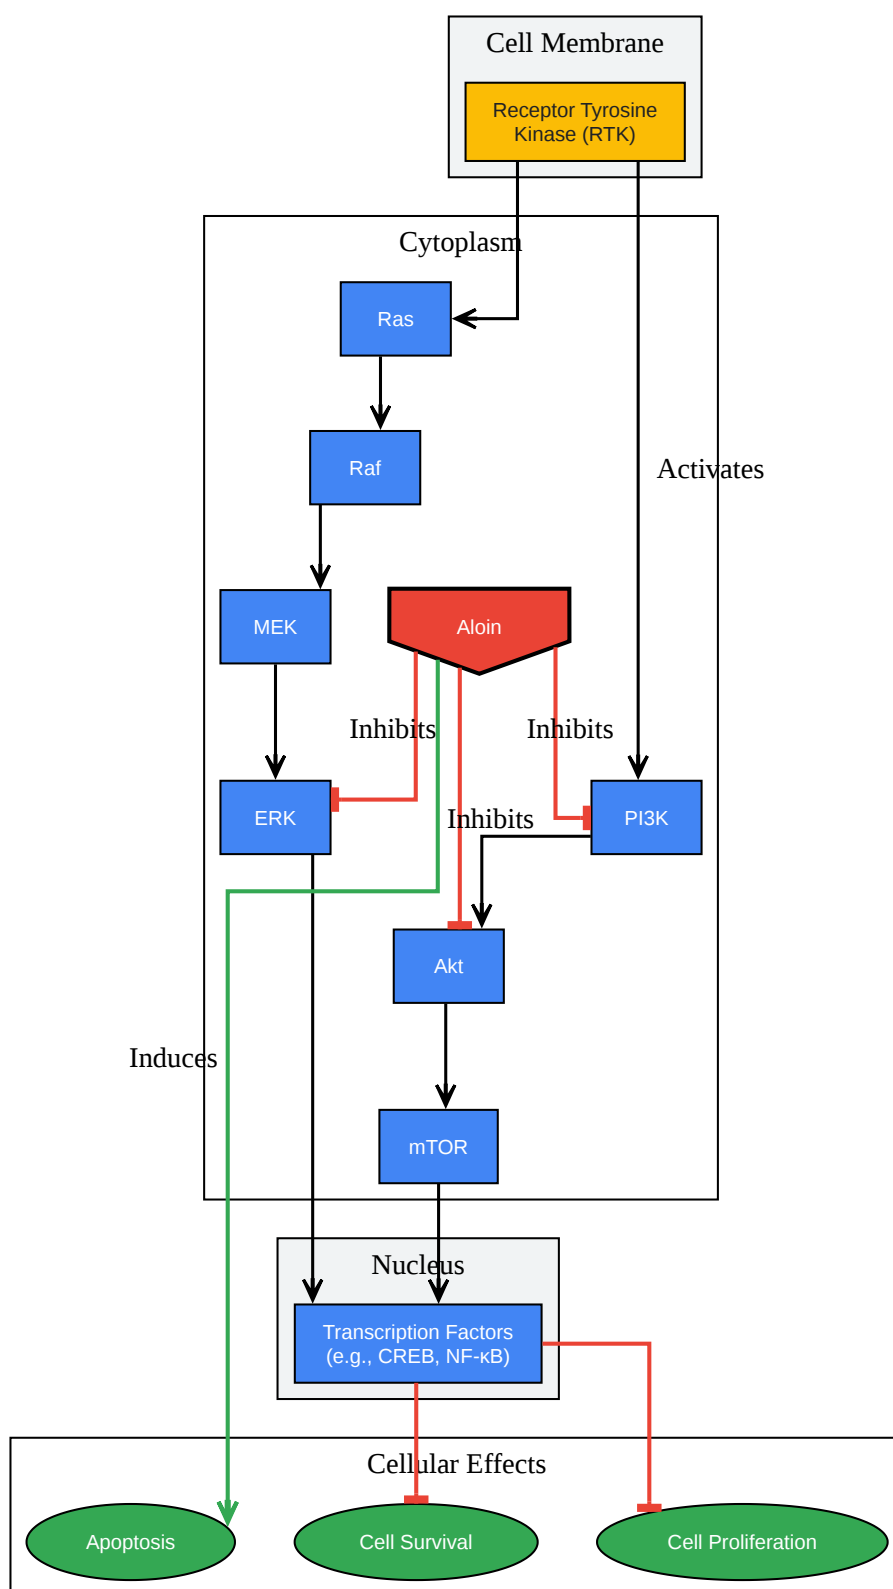 Cell Membrane
Receptor Tyrosine
Kinase (RTK)
Cytoplasm
Ras
Raf
Activates
MEK
Aloin
Inhibits
Inhibits
ERK
Inhibits
PI3K
Akt
Induces
mTOR
Nucleus
Transcription Factors
(e.g., CREB, NF-κB)
Cellular Effects
Apoptosis
Cell Survival
Cell Proliferation